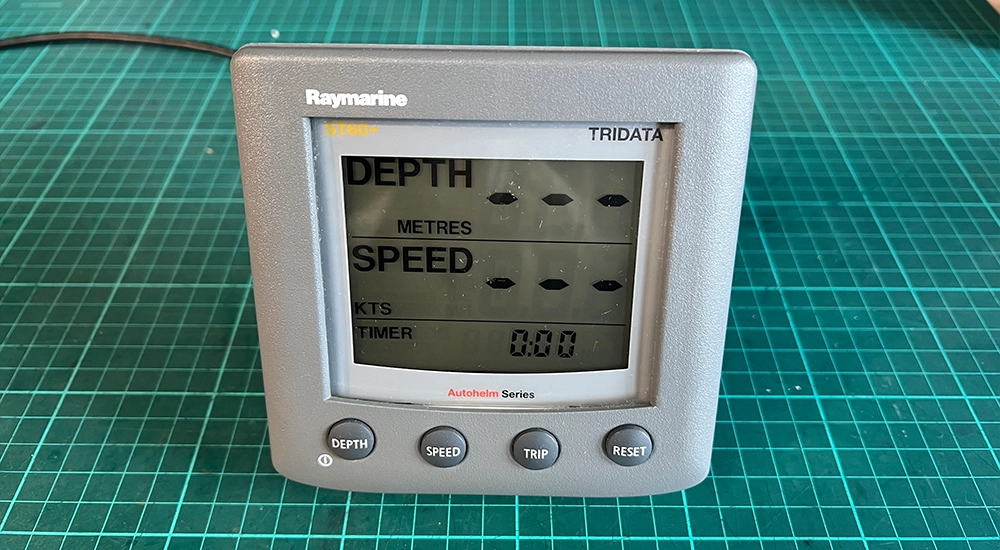 Raymarine
ST60+ TRIDATA
DEPTH - - -
METRES
SPEED - - -
KTS
TIMER 0:00
Autohelm Series
DEPTH SPEED TRIP RESET